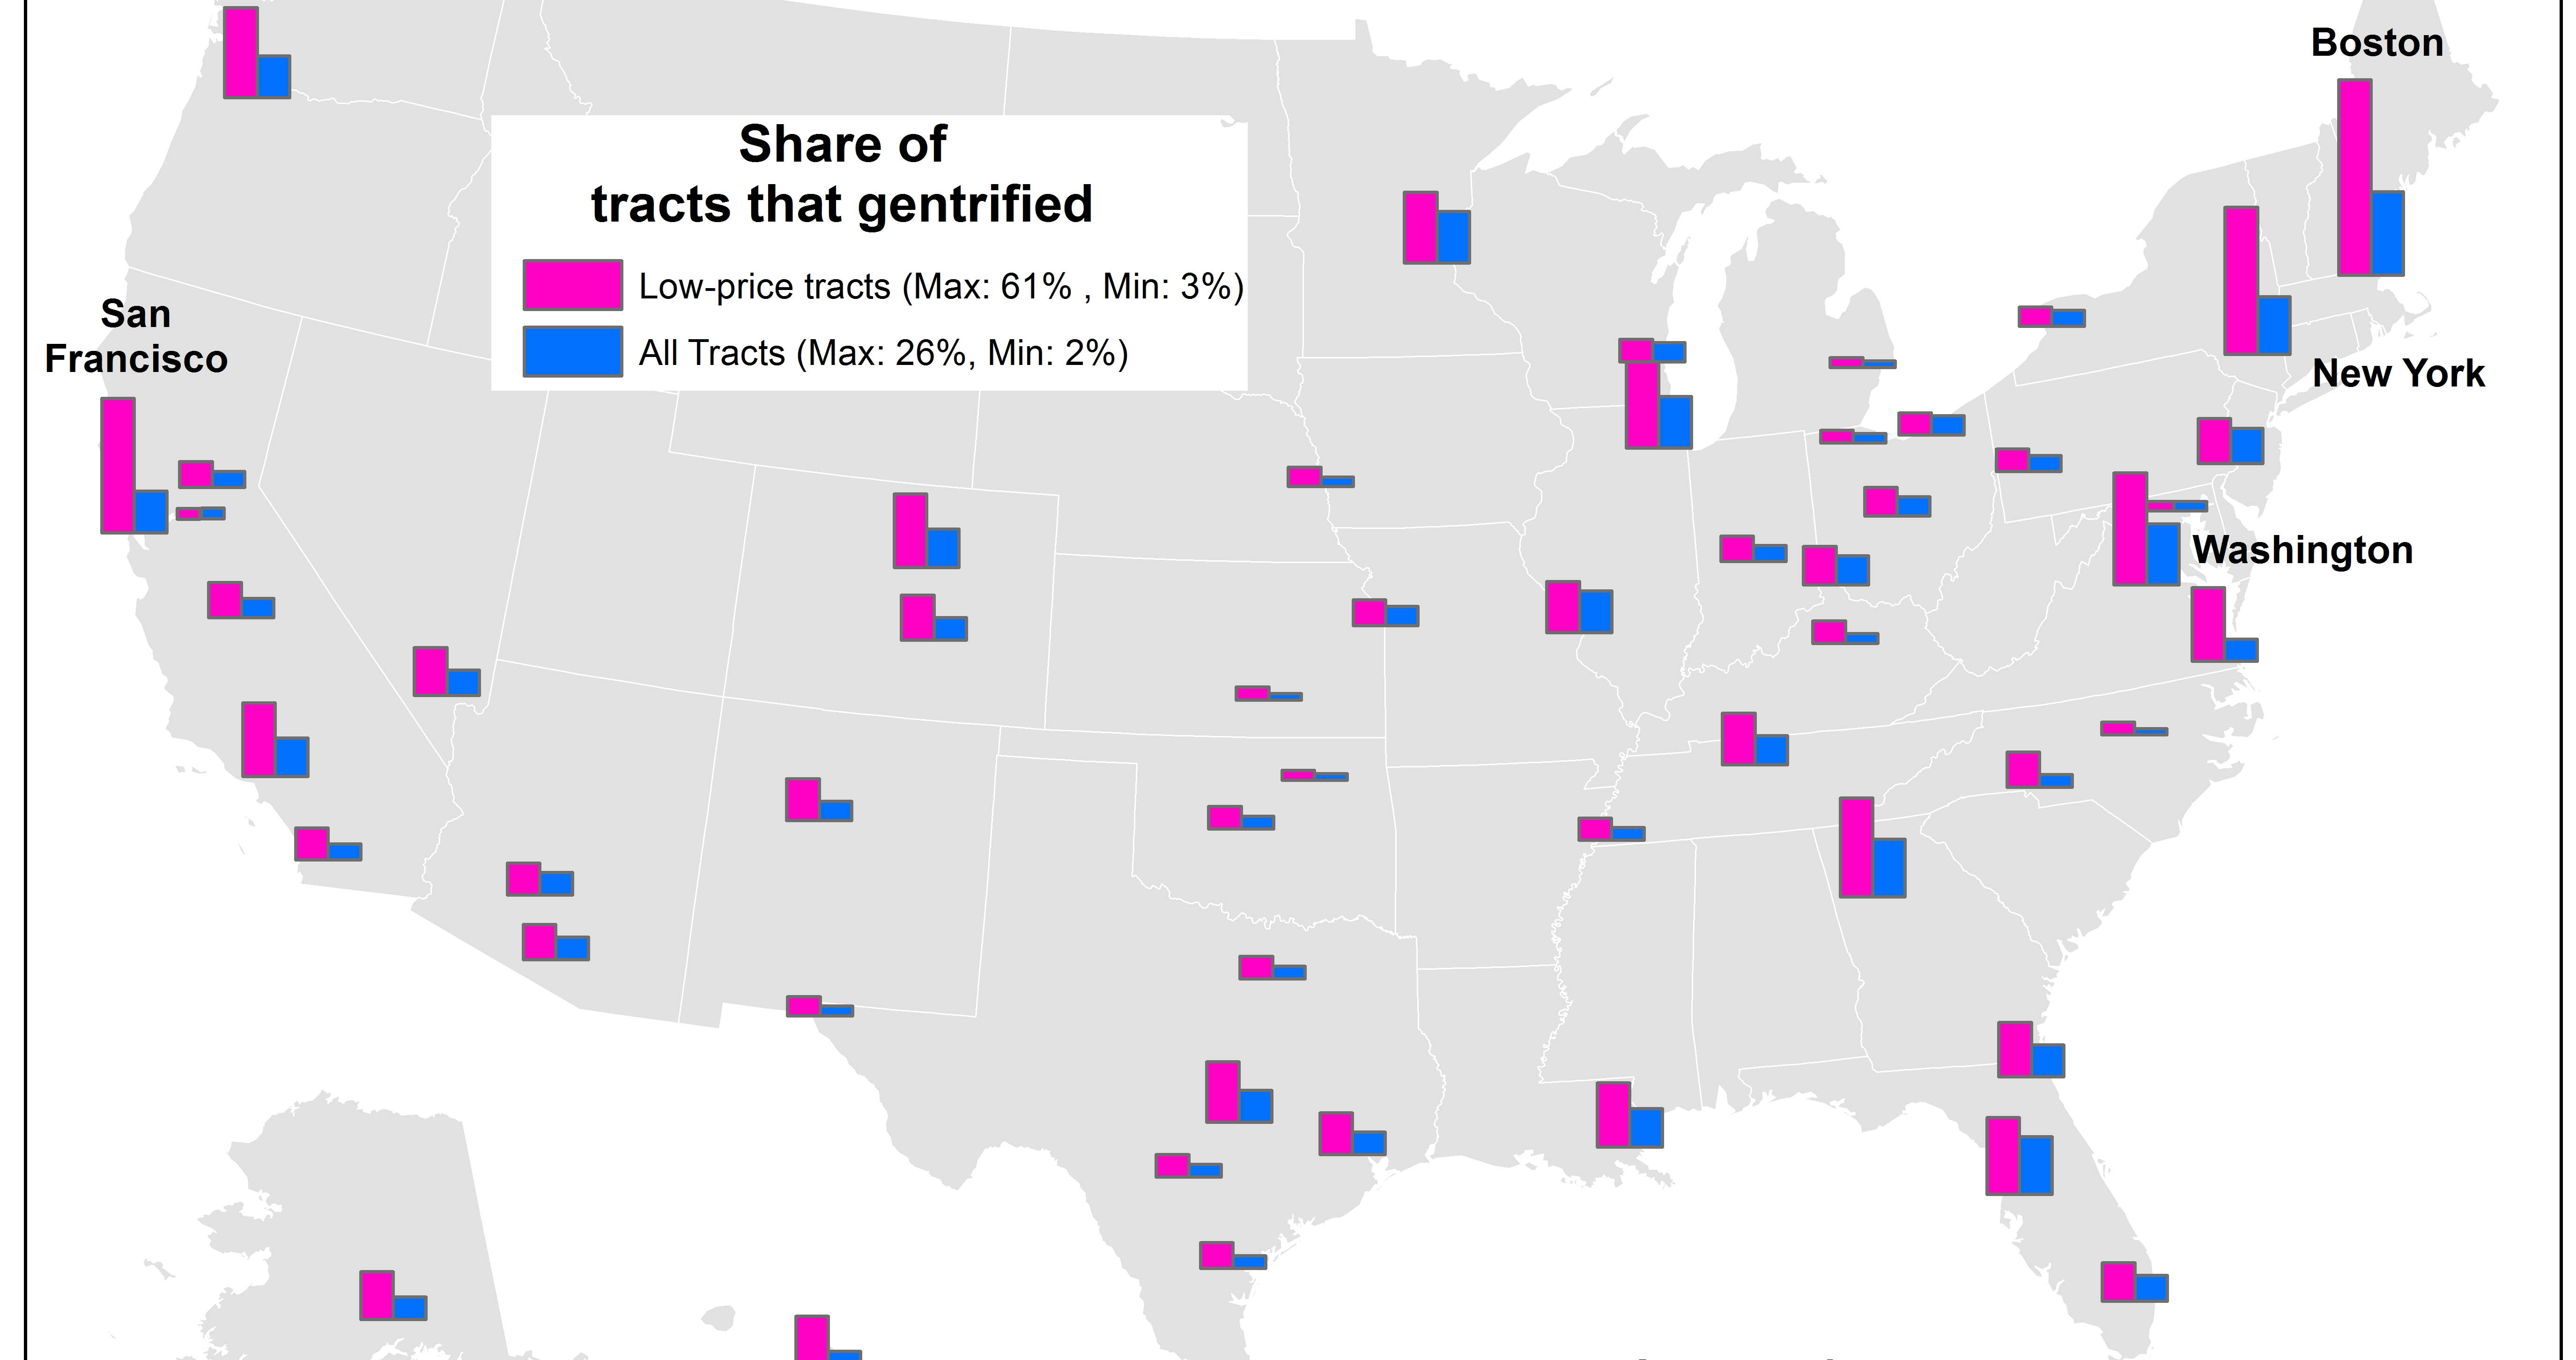 Boston
Share of
tracts that gentrified
Low-price tracts (Max: 61% , Min: 3%)
All Tracts (Max: 26%, Min: 2%)
San
Francisco
New York
Washington